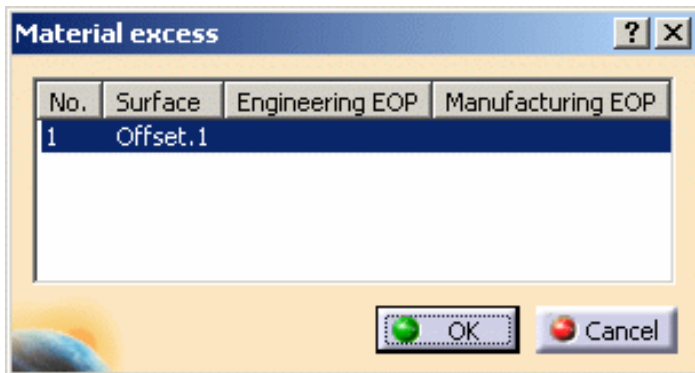 Material excess
No. Surface Engineering EOP Manufacturing EOP
1 Offset.1
OK Cancel